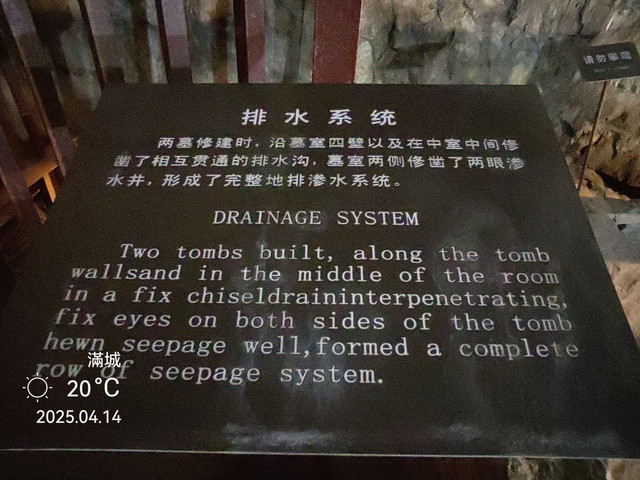 请勿攀爬
排水系统
两墓修建时，沿墓室四壁以及在中室中间修
凿了相互贯通的排水沟，墓室两侧修凿了两眼渗
水井，形成了完整地排渗水系统。
DRAINAGE SYSTEM
Two tombs built, along the tomb
wallsand in the middle of the room
in a fix chiseldraininterpenetrating,
fix eyes on both sides of the tomb
hewn seepage well,formed a complete
row of seepage system.
滿城
20°C
2025.04.14